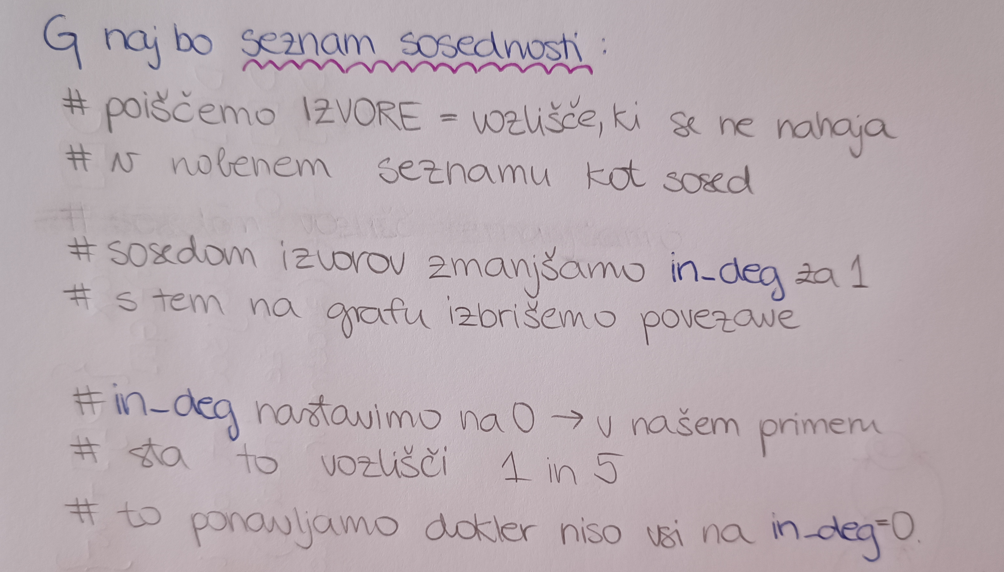 G naj bo seznam sosednosti:
# poiščemo IZVORE = vozlišče, ki se ne nahaja
# v nobenem seznamu kot sosed
# sosedom izvorov zmanjšamo in_deg za 1
# s tem na grafu izbrišemo povezave
# in_deg nastavimo na 0 → v našem primeru
# sta to vozlišči 1 in 5
# to ponavljamo dokler niso vsi na in_deg=0.